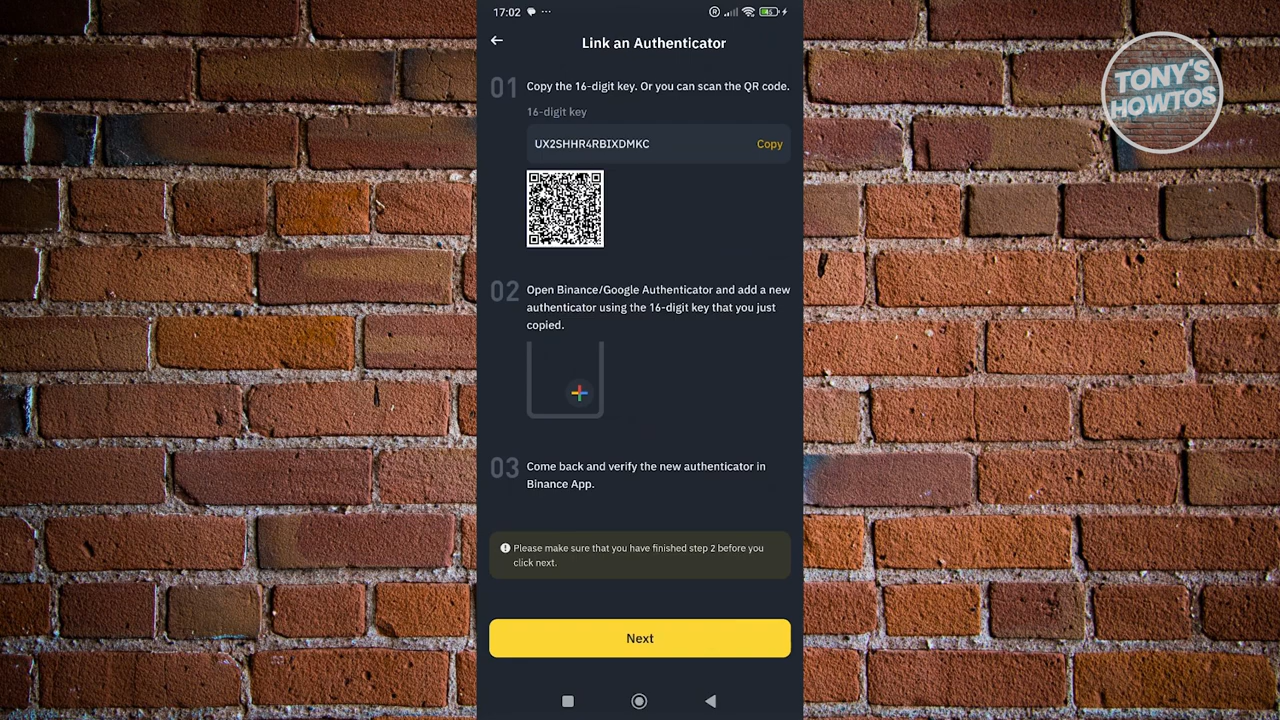 17:02
Link an Authenticator
01
Copy the 16-digit key. Or you can scan the QR code.
16-digit key
UX2SHHR4RBIXDMKC
Copy
02
Open Binance/Google Authenticator and add a new
authenticator using the 16-digit key that you just
copied.
03
Come back and verify the new authenticator in
Binance App.
Please make sure that you have finished step 2 before you
click next.
Next
TONY'S
HOWTOS